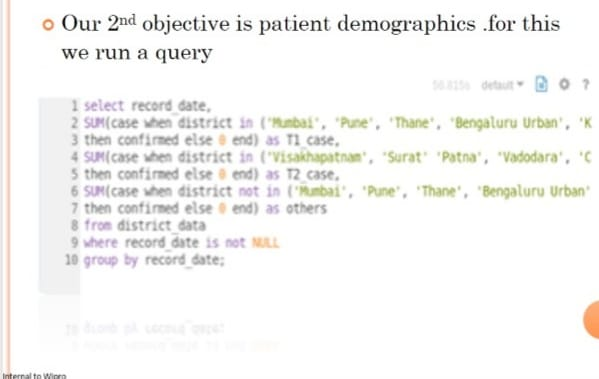 Our 2nd objective is patient demographics .for this
we run a query
56.815s default ?
1 select record_date,
2 SUM(case when district in ('Mumbai', 'Pune', 'Thane', 'Bengaluru Urban', 'K
3 then confirmed else 0 end) as T1_case,
4 SUM(case when district in ('Visakhapatnam', 'Surat' 'Patna', 'Vadodara', 'C
5 then confirmed else 0 end) as T2_case,
6 SUM(case when district not in ('Mumbai', 'Pune', 'Thane', 'Bengaluru Urban'
7 then confirmed else 0 end) as others
8 from district_data
9 where record_date is not NULL
10 group by record_date;
Internal to Wipro